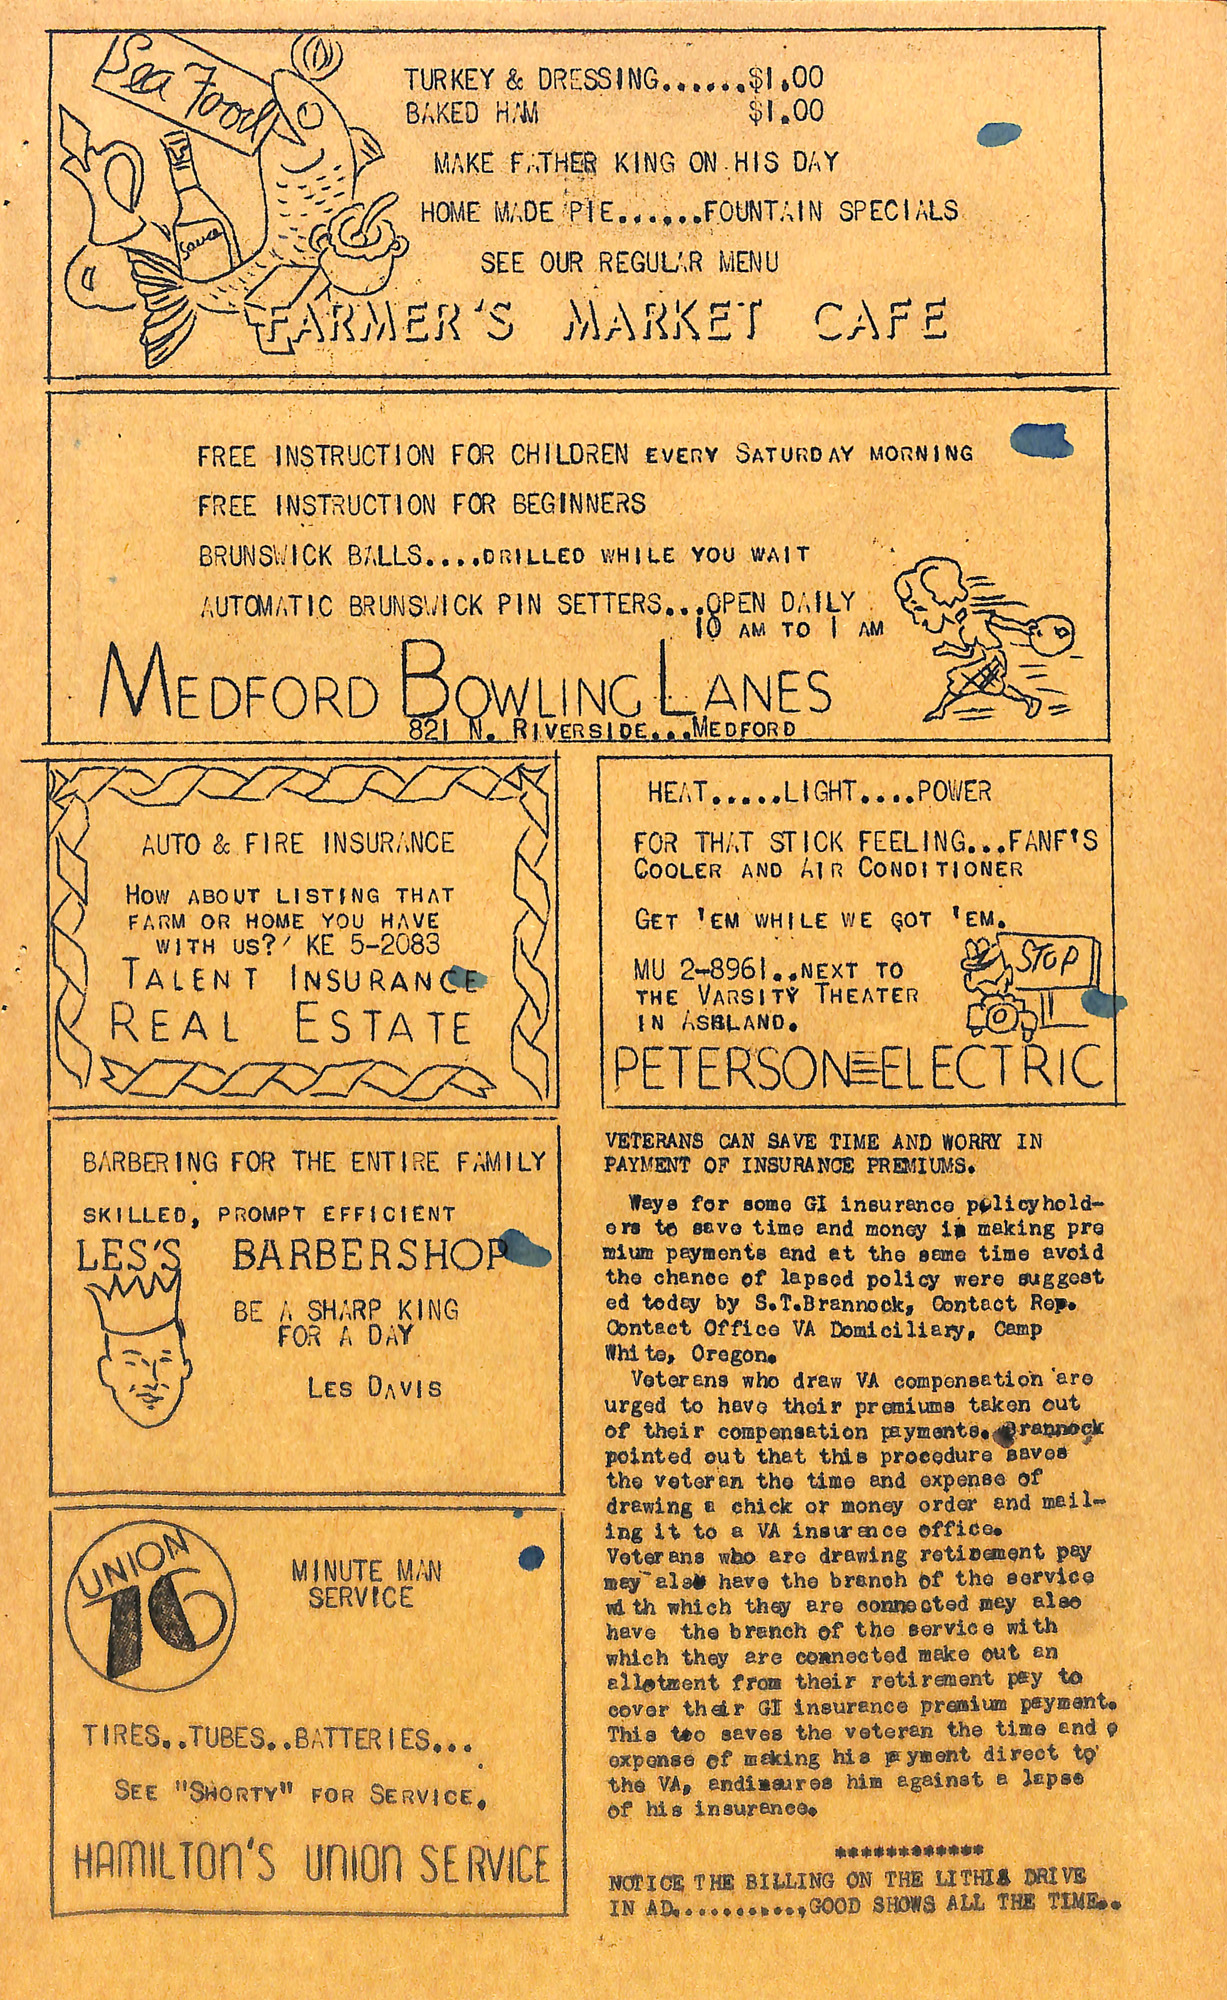 Sea Food
Sauce
TURKEY & DRESSING.......$1.00
BAKED HAM $1.00
MAKE FATHER KING ON HIS DAY
HOME MADE PIE.......FOUNTAIN SPECIALS
SEE OUR REGULAR MENU
FARMER'S MARKET CAFE
FREE INSTRUCTION FOR CHILDREN EVERY SATURDAY MORNING
FREE INSTRUCTION FOR BEGINNERS
BRUNSWICK BALLS....DRILLED WHILE YOU WAIT
AUTOMATIC BRUNSWICK PIN SETTERS...OPEN DAILY
10 AM TO 1 AM
MEDFORD BOWLING LANES
821 N. RIVERSIDE...MEDFORD
AUTO & FIRE INSURANCE
HOW ABOUT LISTING THAT
FARM OR HOME YOU HAVE
WITH US? KE 5-2083
TALENT INSURANCE
REAL ESTATE
HEAT.....LIGHT....POWER
FOR THAT STICK FEELING...FANF'S
COOLER AND AIR CONDITIONER
GET 'EM WHILE WE GOT 'EM.
STOP
MU 2-8961..NEXT TO
THE VARSITY THEATER
IN ASHLAND.
PETERSON ELECTRIC
BARBERING FOR THE ENTIRE FAMILY
SKILLED, PROMPT EFFICIENT
LES'S BARBERSHOP
BE A SHARP KING
FOR A DAY
LES DAVIS
UNION
76
MINUTE MAN
SERVICE
TIRES..TUBES..BATTERIES...
SEE "SHORTY" FOR SERVICE.
HAMILTON'S UNION SERVICE
VETERANS CAN SAVE TIME AND WORRY IN
PAYMENT OF INSURANCE PREMIUMS.
Ways for some GI insurance policyhold-
ers to save time and money in making pre
mium payments and at the same time avoid
the chance of lapsed policy were suggest
ed today by S.T.Brannock, Contact Rep.
Contact Office VA Domiciliary, Camp
White, Oregon.
Veterans who draw VA compensation are
urged to have their premiums taken out
of their compensation payments. Brannock
pointed out that this procedure saves
the veteran the time and expense of
drawing a chick or money order and mail-
ing it to a VA insurance office.
Veterans who are drawing retirement pay
may also have the branch of the service
with which they are connected may also
have the branch of the service with
which they are connected make out an
allotment from their retirement pay to
cover their GI insurance premium payment.
This too saves the veteran the time and
expense of making his payment direct to
the VA, andinsures him against a lapse
of his insurance.
************
NOTICE THE BILLING ON THE LITHIA DRIVE
IN AD............GOOD SHOWS ALL THE TIME..